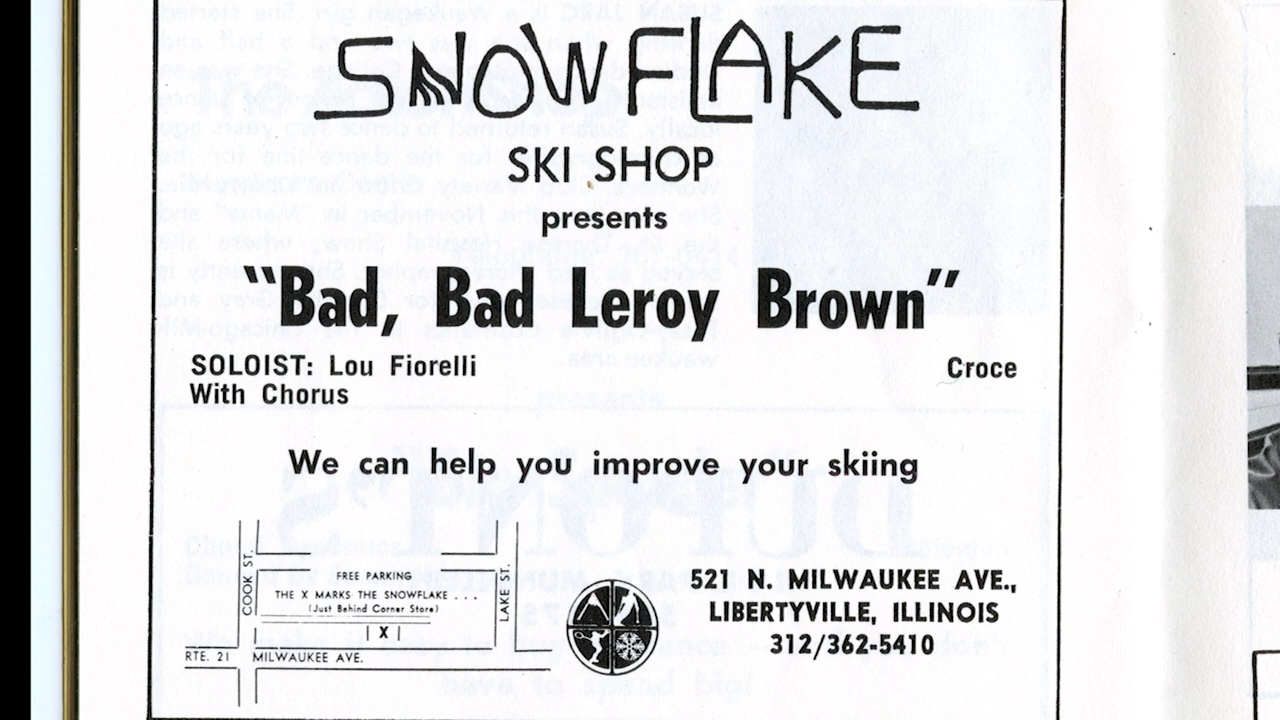 SNOWFLAKE
SKI SHOP
presents
"Bad, Bad Leroy Brown"
SOLOIST: Lou Fiorelli
With Chorus
Croce
We can help you improve your skiing
COOK ST.
FREE PARKING
THE X MARKS THE SNOWFLAKE ....
(Just Behind Corner Store)
X
LAKE ST.
RTE. 21 MILWAUKEE AVE.
521 N. MILWAUKEE AVE.,
LIBERTYVILLE, ILLINOIS
312/362-5410